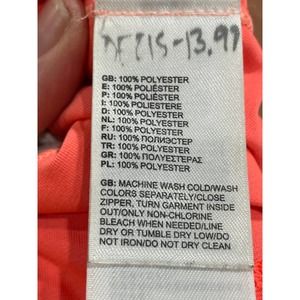 GB: 100% POLYESTER
E: 100% POLIÉSTER
P: 100% POLIÉSTER
I: 100% POLIESTERE
D: 100% POLYESTER
NL: 100% POLYESTER
F: 100% POLYESTER
RU: 100% ПОЛИЭСТЕР
TR: 100% POLYESTER
GR: 100% ΠΟΛΥΕΣΤΕΡΑΣ
PL: 100% POLYESTER
GB: MACHINE WASH COLD/WASH
COLORS SEPARATELY/CLOSE
ZIPPER, TURN GARMENT INSIDE
OUT/ONLY NON-CHLORINE
BLEACH WHEN NEEDED/LINE
DRY OR TUMBLE DRY LOW/DO
NOT IRON/DO NOT DRY CLEAN